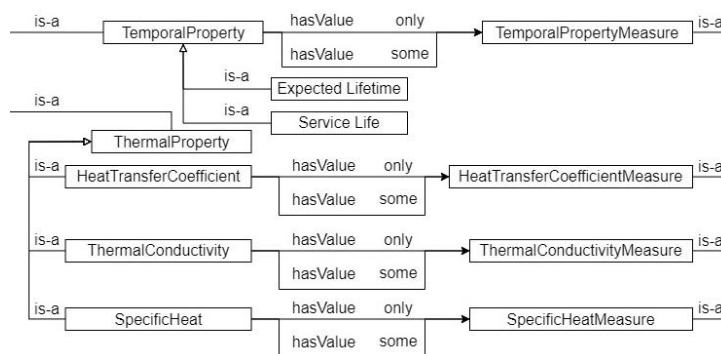 is-a TemporalProperty hasValue only TemporalPropertyMeasure is-a
hasValue some
is-a Expected Lifetime
is-a is-a Service Life
ThermalProperty
is-a HeatTransferCoefficient hasValue only HeatTransferCoefficientMeasure is-a
hasValue some
is-a ThermalConductivity hasValue only ThermalConductivityMeasure is-a
hasValue some
is-a SpecificHeat hasValue only SpecificHeatMeasure is-a
hasValue some